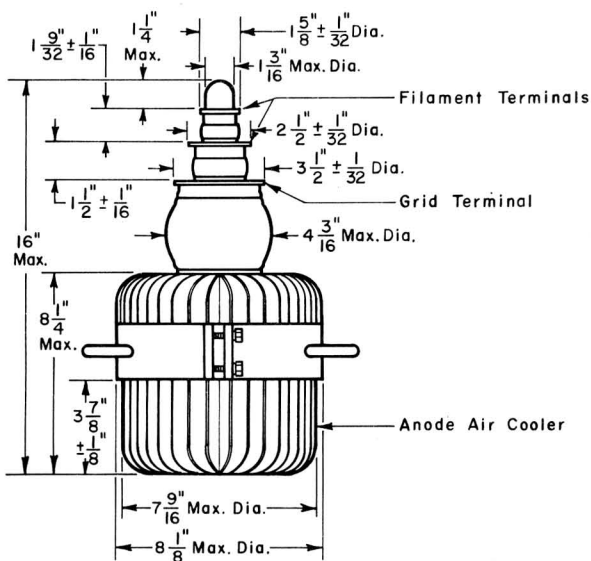 1 1/4" Max.
1 5/8" ± 1/32" Dia.
1 9/32" ± 1/16"
1 3/16" Max. Dia.
Filament Terminals
2 1/2" ± 1/32" Dia.
3 1/2" ± 1/32 Dia.
1 1/2" ± 1/16"
Grid Terminal
16" Max.
4 3/16" Max. Dia.
8 1/4" Max.
3 7/8" ± 1/8"
Anode Air Cooler
7 9/16" Max. Dia.
8 1/8" Max. Dia.